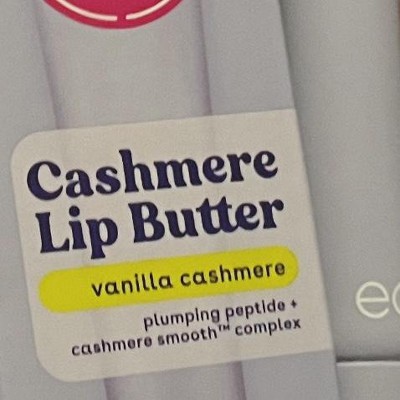 Cashmere
Lip Butter
vanilla cashmere
plumping peptide +
cashmere smooth™ complex